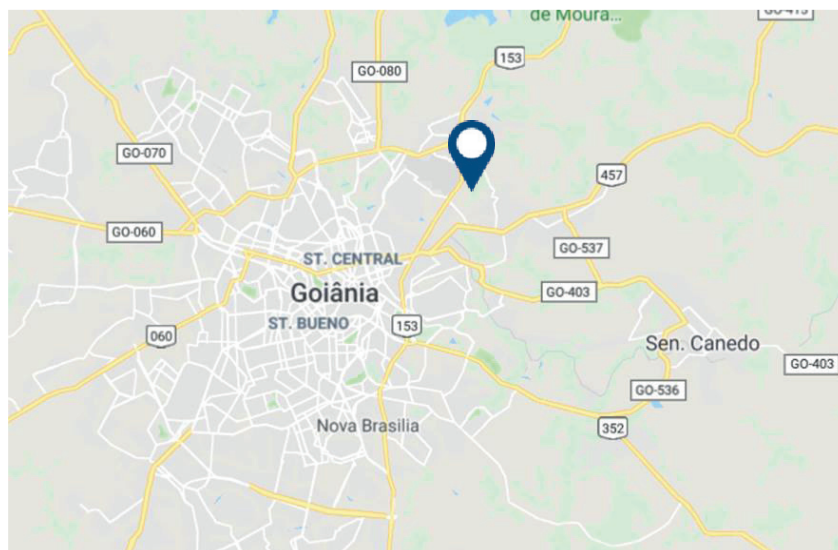 de Moura...
153
GO-080
GO-070
457
GO-060
ST. CENTRAL
GO-537
Goiânia
GO-403
ST. BUENO
153
060
Sen. Canedo
GO-403
GO-536
Nova Brasilia
352